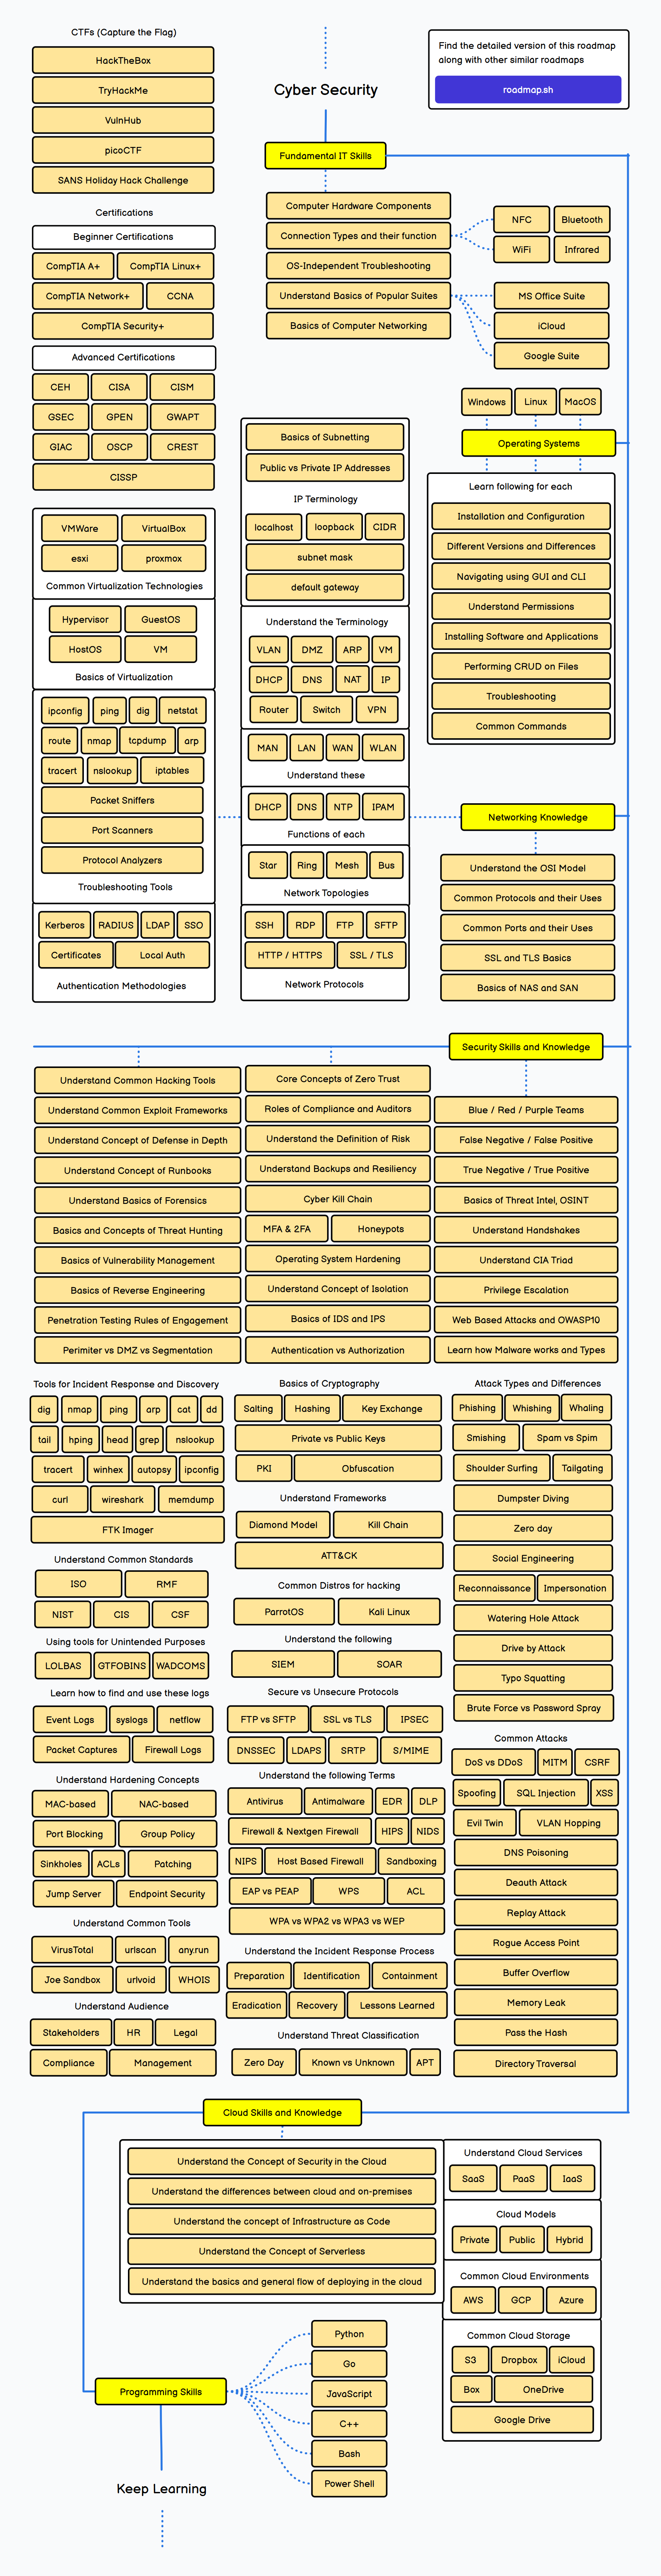 CTFs (Capture the Flag)
HackTheBox
TryHackMe
VulnHub
picoCTF
SANS Holiday Hack Challenge
Certifications
Beginner Certifications
CompTIA A+
CompTIA Linux+
CompTIA Network+
CCNA
CompTIA Security+
Advanced Certifications
CEH
CISA
CISM
GSEC
GPEN
GWAPT
GIAC
OSCP
CREST
CISSP
Cyber Security
Find the detailed version of this roadmap
along with other similar roadmaps
roadmap.sh
Fundamental IT Skills
Computer Hardware Components
Connection Types and their function
OS-Independent Troubleshooting
Understand Basics of Popular Suites
Basics of Computer Networking
NFC
Bluetooth
WiFi
Infrared
MS Office Suite
iCloud
Google Suite
Windows
Linux
MacOS
Operating Systems
Learn following for each
Installation and Configuration
Different Versions and Differences
Navigating using GUI and CLI
Understand Permissions
Installing Software and Applications
Performing CRUD on Files
Troubleshooting
Common Commands
VMWare
VirtualBox
esxi
proxmox
Common Virtualization Technologies
Hypervisor
GuestOS
HostOS
VM
Basics of Virtualization
ipconfig
ping
dig
netstat
route
nmap
tcpdump
arp
tracert
nslookup
iptables
Packet Sniffers
Port Scanners
Protocol Analyzers
Troubleshooting Tools
Kerberos
RADIUS
LDAP
SSO
Certificates
Local Auth
Authentication Methodologies
Basics of Subnetting
Public vs Private IP Addresses
IP Terminology
localhost
loopback
CIDR
subnet mask
default gateway
Understand the Terminology
VLAN
DMZ
ARP
VM
DHCP
DNS
NAT
IP
Router
Switch
VPN
MAN
LAN
WAN
WLAN
Understand these
DHCP
DNS
NTP
IPAM
Functions of each
Star
Ring
Mesh
Bus
Network Topologies
SSH
RDP
FTP
SFTP
HTTP / HTTPS
SSL / TLS
Network Protocols
Networking Knowledge
Understand the OSI Model
Common Protocols and their Uses
Common Ports and their Uses
SSL and TLS Basics
Basics of NAS and SAN
Security Skills and Knowledge
Understand Common Hacking Tools
Understand Common Exploit Frameworks
Understand Concept of Defense in Depth
Understand Concept of Runbooks
Understand Basics of Forensics
Basics and Concepts of Threat Hunting
Basics of Vulnerability Management
Basics of Reverse Engineering
Penetration Testing Rules of Engagement
Perimiter vs DMZ vs Segmentation
Core Concepts of Zero Trust
Roles of Compliance and Auditors
Understand the Definition of Risk
Understand Backups and Resiliency
Cyber Kill Chain
MFA & 2FA
Honeypots
Operating System Hardening
Understand Concept of Isolation
Basics of IDS and IPS
Authentication vs Authorization
Blue / Red / Purple Teams
False Negative / False Positive
True Negative / True Positive
Basics of Threat Intel, OSINT
Understand Handshakes
Understand CIA Triad
Privilege Escalation
Web Based Attacks and OWASP10
Learn how Malware works and Types
Tools for Incident Response and Discovery
dig
nmap
ping
arp
cat
dd
tail
hping
head
grep
nslookup
tracert
winhex
autopsy
ipconfig
curl
wireshark
memdump
FTK Imager
Understand Common Standards
ISO
RMF
NIST
CIS
CSF
Using tools for Unintended Purposes
LOLBAS
GTFOBINS
WADCOMS
Learn how to find and use these logs
Event Logs
syslogs
netflow
Packet Captures
Firewall Logs
Understand Hardening Concepts
MAC-based
NAC-based
Port Blocking
Group Policy
Sinkholes
ACLs
Patching
Jump Server
Endpoint Security
Understand Common Tools
VirusTotal
urlscan
any.run
Joe Sandbox
urlvoid
WHOIS
Understand Audience
Stakeholders
HR
Legal
Compliance
Management
Basics of Cryptography
Salting
Hashing
Key Exchange
Private vs Public Keys
PKI
Obfuscation
Understand Frameworks
Diamond Model
Kill Chain
ATT&CK
Common Distros for hacking
ParrotOS
Kali Linux
Understand the following
SIEM
SOAR
Secure vs Unsecure Protocols
FTP vs SFTP
SSL vs TLS
IPSEC
DNSSEC
LDAPS
SRTP
S/MIME
Understand the following Terms
Antivirus
Antimalware
EDR
DLP
Firewall & Nextgen Firewall
HIPS
NIDS
NIPS
Host Based Firewall
Sandboxing
EAP vs PEAP
WPS
ACL
WPA vs WPA2 vs WPA3 vs WEP
Understand the Incident Response Process
Preparation
Identification
Containment
Eradication
Recovery
Lessons Learned
Understand Threat Classification
Zero Day
Known vs Unknown
APT
Attack Types and Differences
Phishing
Whishing
Whaling
Smishing
Spam vs Spim
Shoulder Surfing
Tailgating
Dumpster Diving
Zero day
Social Engineering
Reconnaissance
Impersonation
Watering Hole Attack
Drive by Attack
Typo Squatting
Brute Force vs Password Spray
Common Attacks
DoS vs DDoS
MITM
CSRF
Spoofing
SQL Injection
XSS
Evil Twin
VLAN Hopping
DNS Poisoning
Deauth Attack
Replay Attack
Rogue Access Point
Buffer Overflow
Memory Leak
Pass the Hash
Directory Traversal
Cloud Skills and Knowledge
Understand the Concept of Security in the Cloud
Understand the differences between cloud and on-premises
Understand the concept of Infrastructure as Code
Understand the Concept of Serverless
Understand the basics and general flow of deploying in the cloud
Understand Cloud Services
SaaS
PaaS
IaaS
Cloud Models
Private
Public
Hybrid
Common Cloud Environments
AWS
GCP
Azure
Common Cloud Storage
S3
Dropbox
iCloud
Box
OneDrive
Google Drive
Programming Skills
Python
Go
JavaScript
C++
Bash
Power Shell
Keep Learning